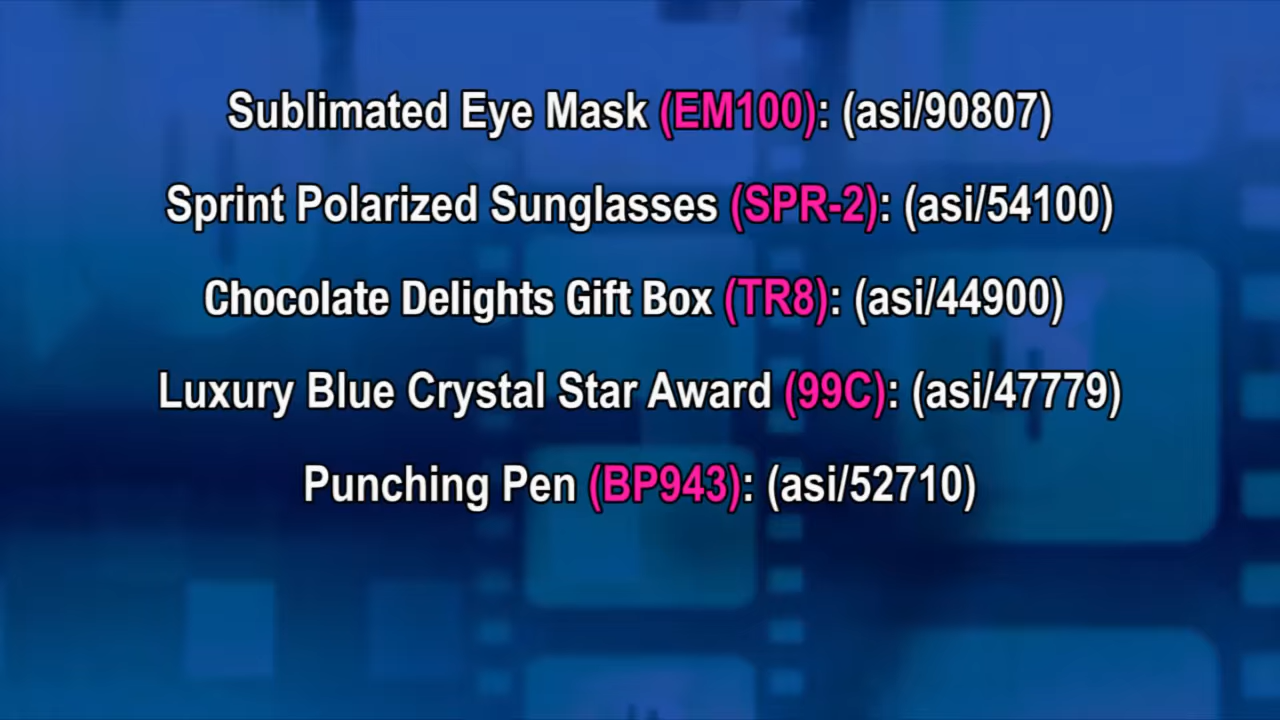 Sublimated Eye Mask (EM100): (asi/90807)
Sprint Polarized Sunglasses (SPR-2): (asi/54100)
Chocolate Delights Gift Box (TR8): (asi/44900)
Luxury Blue Crystal Star Award (99C): (asi/47779)
Punching Pen (BP943): (asi/52710)